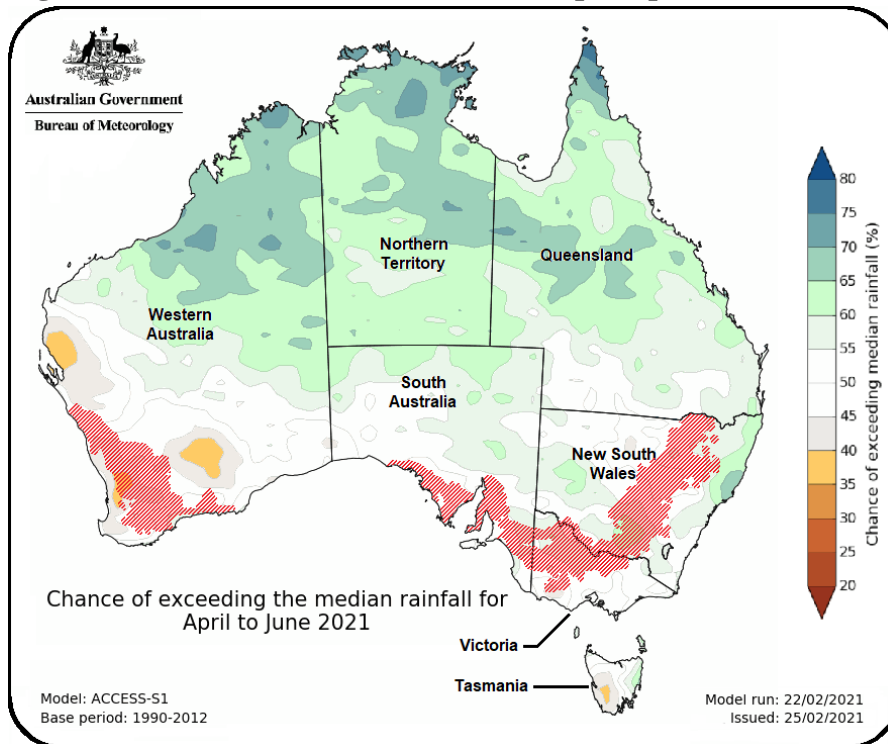 Australian Government
Bureau of Meteorology
Northern
Territory
Queensland
Western
Australia
South
Australia
New South
Wales
Chance of exceeding the median rainfall for
April to June 2021
Victoria
Tasmania
Model: ACCESS-S1
Base period: 1990-2012
Model run: 22/02/2021
Issued: 25/02/2021
80
75
70
65
60
55
50
45
40
35
30
25
20
Chance of exceeding median rainfall (%)